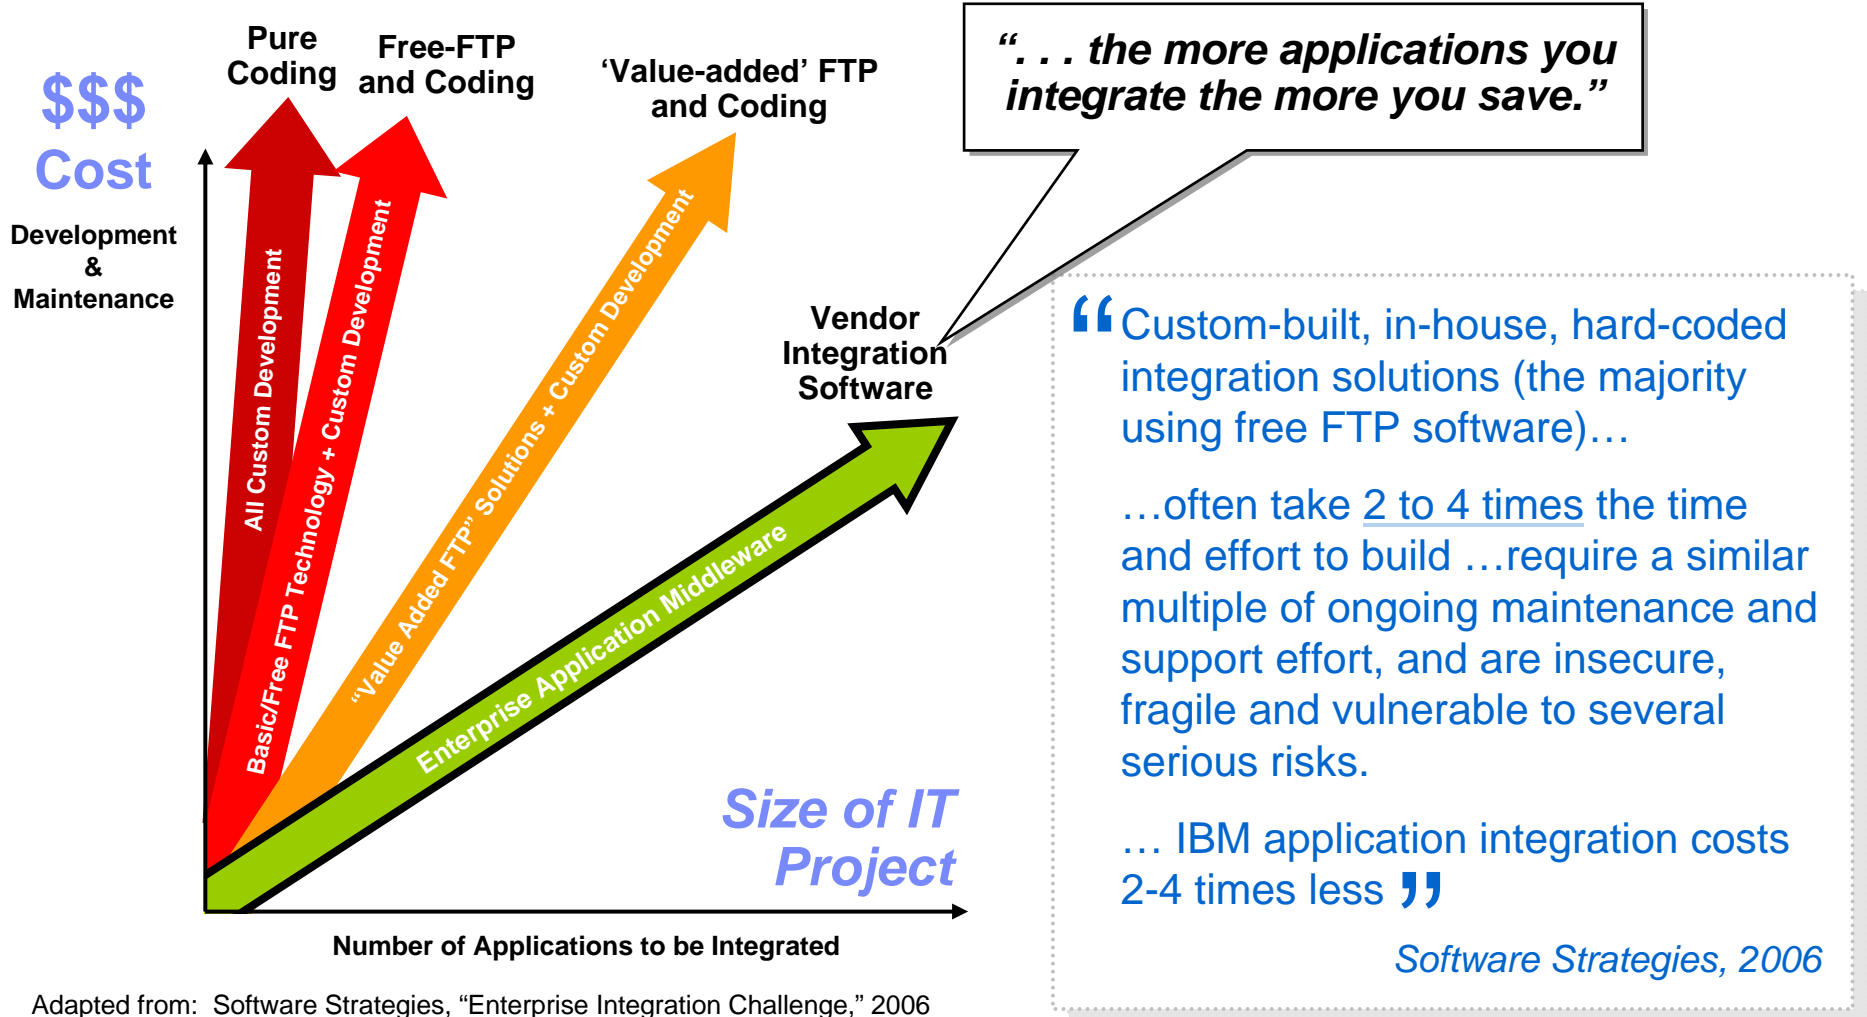 Pure
Coding
Free-FTP
and Coding
‘Value-added’ FTP
and Coding
“. . . the more applications you
integrate the more you save.”
$$$
Cost
Development
&
Maintenance
All Custom Development
Basic/Free FTP Technology + Custom Development
“Value Added FTP” Solutions + Custom Development
Enterprise Application Middleware
Vendor
Integration
Software
Size of IT
Project
Number of Applications to be Integrated
Adapted from: Software Strategies, “Enterprise Integration Challenge,” 2006
“ Custom-built, in-house, hard-coded
integration solutions (the majority
using free FTP software)…
…often take 2 to 4 times the time
and effort to build …require a similar
multiple of ongoing maintenance and
support effort, and are insecure,
fragile and vulnerable to several
serious risks.
… IBM application integration costs
2-4 times less ”
Software Strategies, 2006